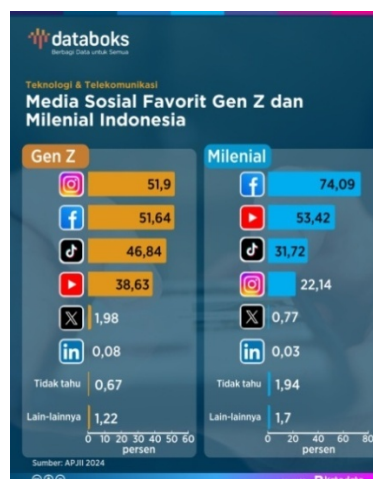 databoks
Berbagi Data untuk Semua
Teknologi & Telekomunikasi
Media Sosial Favorit Gen Z dan
Milenial Indonesia
Gen Z
51,9
51,64
46,84
38,63
X 1,98
in 0,08
Tidak tahu 0,67
Lain-lainnya 1,22
0 10 20 30 40 50 60
persen
Milenial
74,09
53,42
31,72
22,14
X 0,77
in 0,03
Tidak tahu 1,94
Lain-lainnya 1,7
0 20 40 60 80
persen
Sumber: APJII 2024